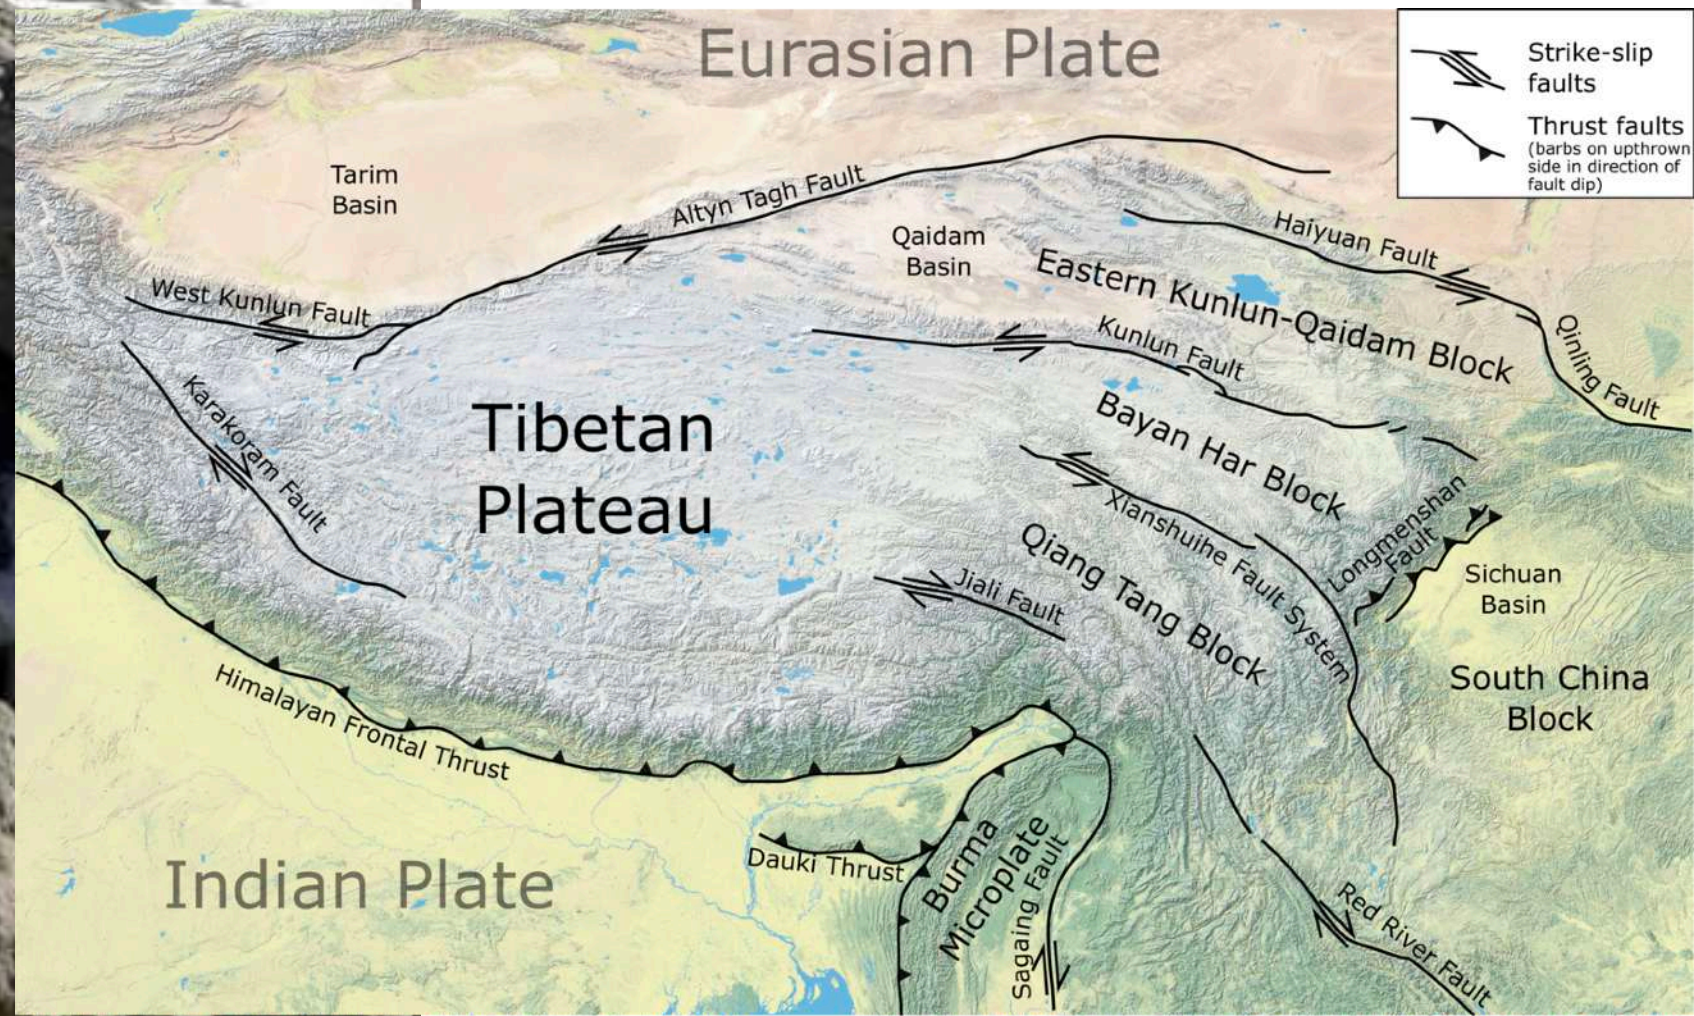 Eurasian Plate
Strike-slip
faults
Thrust faults
(barbs on upthrown
side in direction of
fault dip)
Tarim
Basin
Altyn Tagh Fault
Qaidam
Basin
Haiyuan Fault
Eastern Kunlun-Qaidam Block
West Kunlun Fault
Kunlun Fault
Qinling Fault
Karakoram Fault
Tibetan
Plateau
Bayan Har Block
Xianshuihe Fault System
Longmenshan
Fault
Qiang Tang Block
Jiali Fault
Sichuan
Basin
South China
Block
Himalayan Frontal Thrust
Indian Plate
Dauki Thrust
Burma
Microplate
Sagaing Fault
Red River Fault